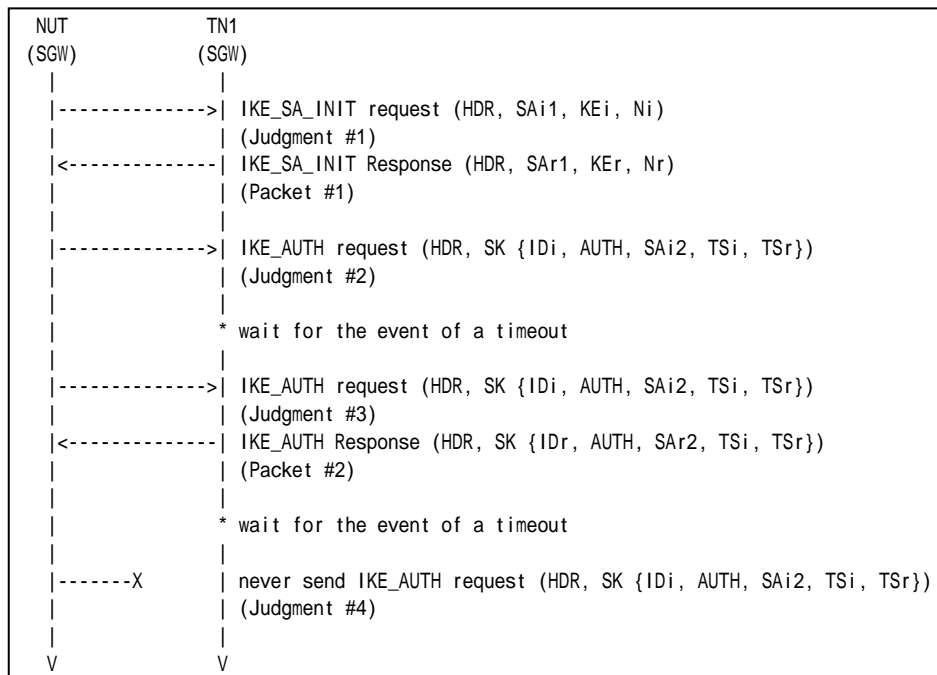 NUT TN1
(SGW) (SGW)
| |
|-------------->| IKE_SA_INIT request (HDR, SAi1, KEi, Ni)
| | (Judgment #1)
|<--------------| IKE_SA_INIT Response (HDR, SAr1, KEr, Nr)
| | (Packet #1)
| |
|-------------->| IKE_AUTH request (HDR, SK {IDi, AUTH, SAi2, TSi, TSr})
| | (Judgment #2)
| |
| * wait for the event of a timeout
| |
|-------------->| IKE_AUTH request (HDR, SK {IDi, AUTH, SAi2, TSi, TSr})
| | (Judgment #3)
|<--------------| IKE_AUTH Response (HDR, SK {IDr, AUTH, SAr2, TSi, TSr})
| | (Packet #2)
| |
| * wait for the event of a timeout
| |
|-------X | never send IKE_AUTH request (HDR, SK {IDi, AUTH, SAi2, TSi, TSr})
| | (Judgment #4)
| |
V V